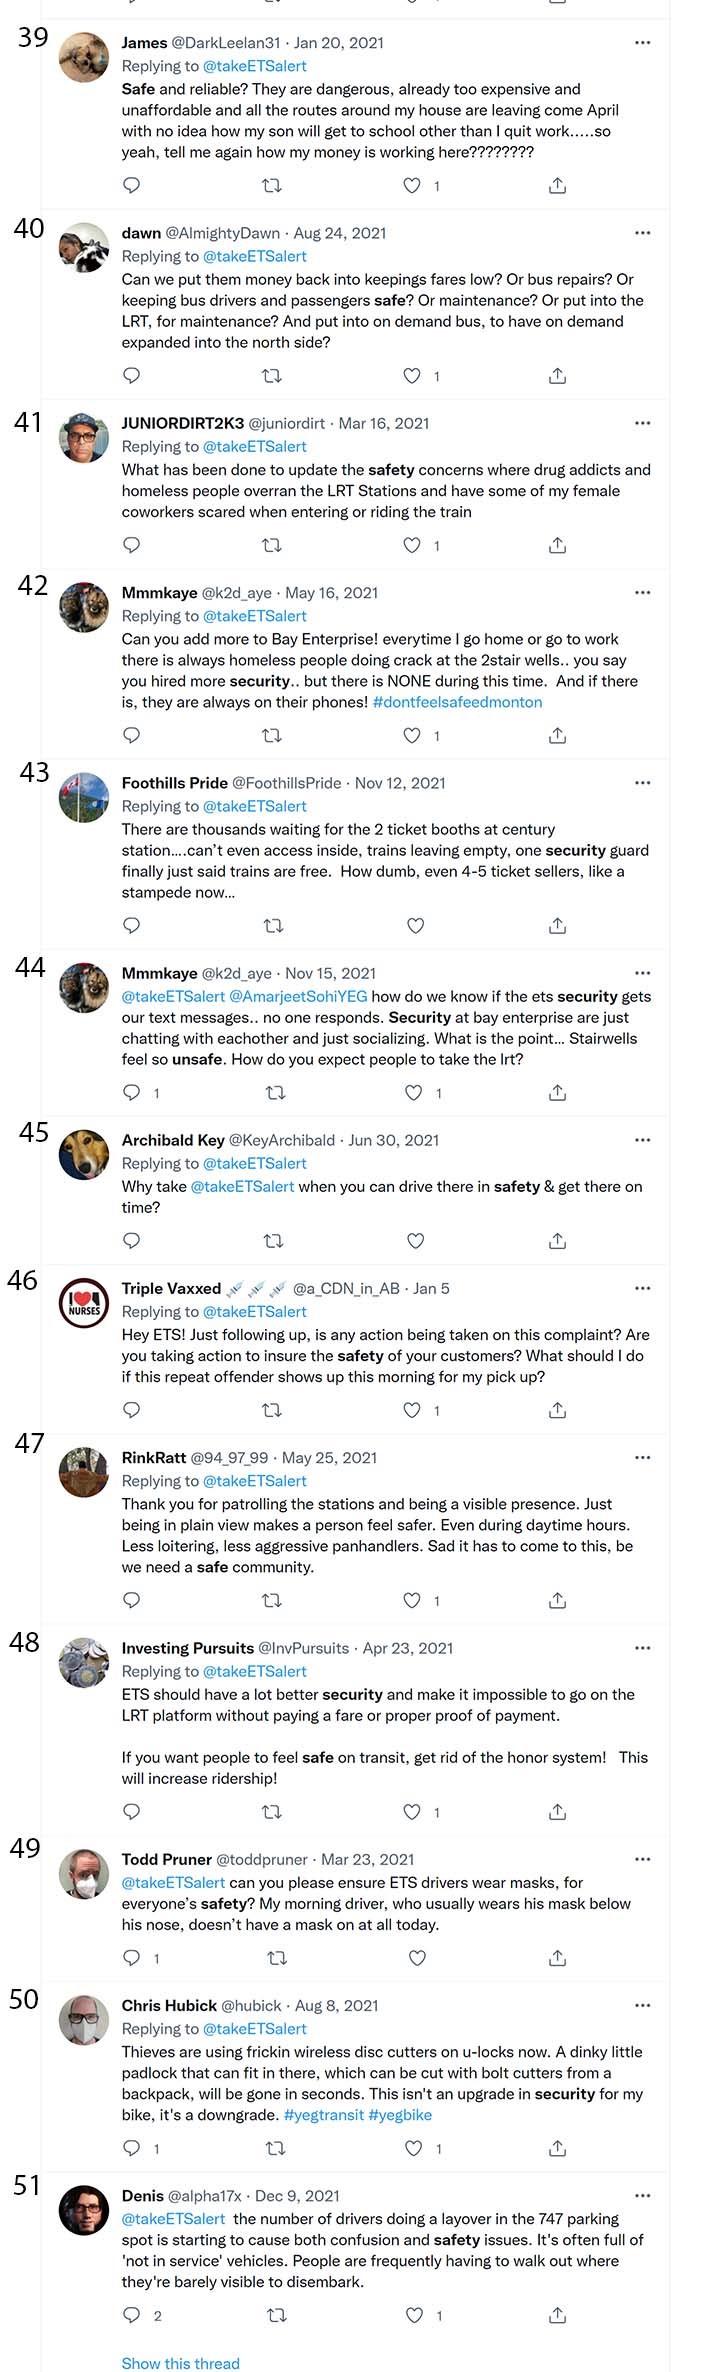 39
James @DarkLeelan31 · Jan 20, 2021
Replying to @takeETSalert
Safe and reliable? They are dangerous, already too expensive and
unaffordable and all the routes around my house are leaving come April
with no idea how my son will get to school other than I quit work.....so
yeah, tell me again how my money is working here????????
1
40
dawn @AlmightyDawn · Aug 24, 2021
Replying to @takeETSalert
Can we put them money back into keepings fares low? Or bus repairs? Or
keeping bus drivers and passengers safe? Or maintenance? Or put into the
LRT, for maintenance? And put into on demand bus, to have on demand
expanded into the north side?
1
41
JUNIORDIRT2K3 @juniordirt · Mar 16, 2021
Replying to @takeETSalert
What has been done to update the safety concerns where drug addicts and
homeless people overran the LRT Stations and have some of my female
coworkers scared when entering or riding the train
1
42
Mmmkaye @k2d_aye · May 16, 2021
Replying to @takeETSalert
Can you add more to Bay Enterprise! everytime I go home or go to work
there is always homeless people doing crack at the 2stair wells.. you say
you hired more security.. but there is NONE during this time. And if there
is, they are always on their phones! #dontfeelsafeedmonton
1
43
Foothills Pride @FoothillsPride · Nov 12, 2021
Replying to @takeETSalert
There are thousands waiting for the 2 ticket booths at century
station....can't even access inside, trains leaving empty, one security guard
finally just said trains are free. How dumb, even 4-5 ticket sellers, like a
stampede now...
44
Mmmkaye @k2d_aye · Nov 15, 2021
@takeETSalert @AmarjeetSohiYEG how do we know if the ets security gets
our text messages.. no one responds. Security at bay enterprise are just
chatting with eachother and just socializing. What is the point... Stairwells
feel so unsafe. How do you expect people to take the lrt?
1 1
45
Archibald Key @KeyArchibald · Jun 30, 2021
Replying to @takeETSalert
Why take @takeETSalert when you can drive there in safety & get there on
time?
46
I NURSES
Triple Vaxxed @a_CDN_in_AB · Jan 5
Replying to @takeETSalert
Hey ETS! Just following up, is any action being taken on this complaint? Are
you taking action to insure the safety of your customers? What should I do
if this repeat offender shows up this morning for my pick up?
1
47
RinkRatt @94_97_99 · May 25, 2021
Replying to @takeETSalert
Thank you for patrolling the stations and being a visible presence. Just
being in plain view makes a person feel safer. Even during daytime hours.
Less loitering, less aggressive panhandlers. Sad it has to come to this, be
we need a safe community.
1
48
Investing Pursuits @InvPursuits · Apr 23, 2021
Replying to @takeETSalert
ETS should have a lot better security and make it impossible to go on the
LRT platform without paying a fare or proper proof of payment.
If you want people to feel safe on transit, get rid of the honor system! This
will increase ridership!
1
49
Todd Pruner @toddpruner · Mar 23, 2021
@takeETSalert can you please ensure ETS drivers wear masks, for
everyone's safety? My morning driver, who usually wears his mask below
his nose, doesn't have a mask on at all today.
1
50
Chris Hubick @hubick · Aug 8, 2021
Replying to @takeETSalert
Thieves are using frickin wireless disc cutters on u-locks now. A dinky little
padlock that can fit in there, which can be cut with bolt cutters from a
backpack, will be gone in seconds. This isn't an upgrade in security for my
bike, it's a downgrade. #yegtransit #yegbike
1 1
51
Denis @alpha17x · Dec 9, 2021
@takeETSalert the number of drivers doing a layover in the 747 parking
spot is starting to cause both confusion and safety issues. It's often full of
'not in service' vehicles. People are frequently having to walk out where
they're barely visible to disembark.
2 1
Show this thread